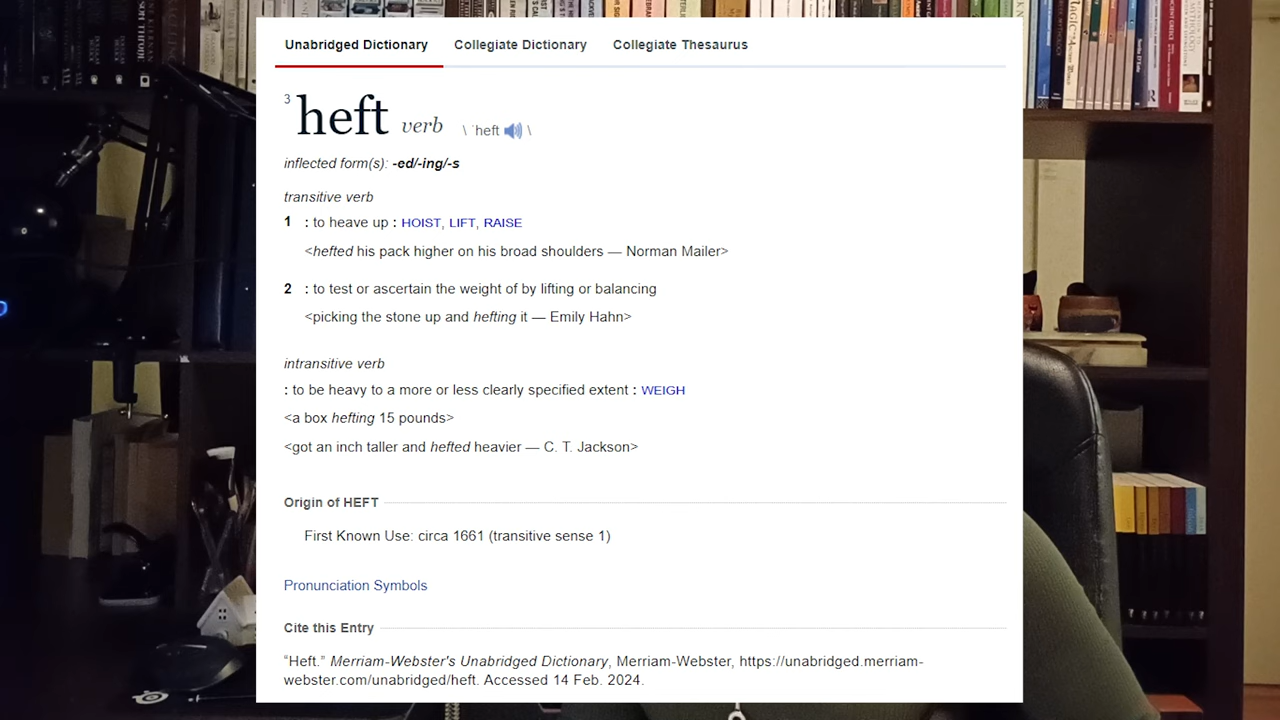 Unabridged Dictionary Collegiate Dictionary Collegiate Thesaurus
3 heft verb \ ˈheft \
inflected form(s): -ed/-ing/-s
transitive verb
1 : to heave up : HOIST, LIFT, RAISE
<hefted his pack higher on his broad shoulders — Norman Mailer>
2 : to test or ascertain the weight of by lifting or balancing
<picking the stone up and hefting it — Emily Hahn>
intransitive verb
: to be heavy to a more or less clearly specified extent : WEIGH
<a box hefting 15 pounds>
<got an inch taller and hefted heavier — C. T. Jackson>
Origin of HEFT
First Known Use: circa 1661 (transitive sense 1)
Pronunciation Symbols
Cite this Entry
“Heft.” Merriam-Webster's Unabridged Dictionary, Merriam-Webster, https://unabridged.merriam-
webster.com/unabridged/heft. Accessed 14 Feb. 2024.